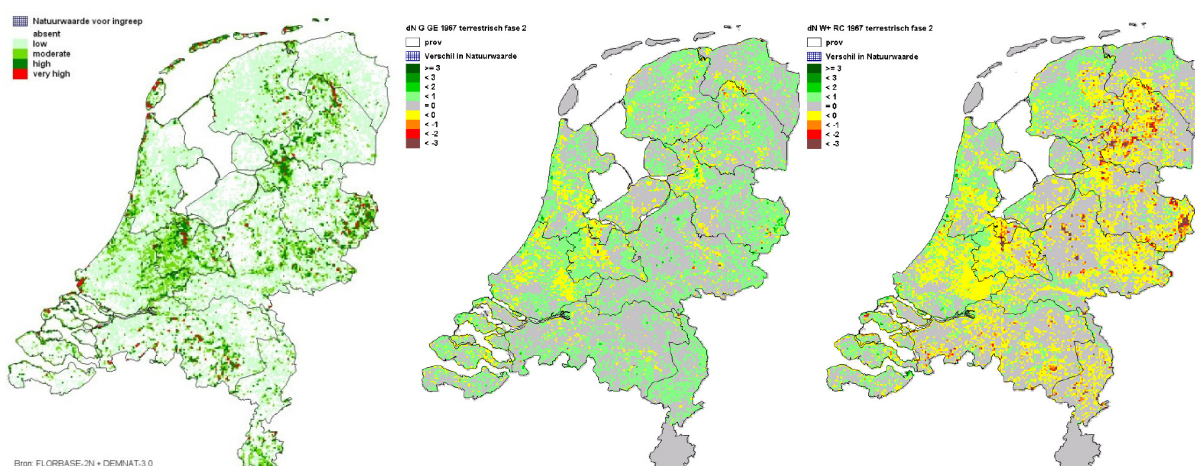 Natuurwaarde voor ingreep
absent
low
moderate
high
very high
Bron: FLORBASE-2N + DEMNAT-3.0
dN G GE 1967 terrestrisch fase 2
prov
Verschil in Natuurwaarde
>= 3
< 3
< 2
< 1
= 0
< 0
< -1
< -2
< -3
dN W+ RC 1967 terrestrisch fase 2
prov
Verschil in Natuurwaarde
>= 3
< 3
< 2
< 1
= 0
< 0
< -1
< -2
< -3